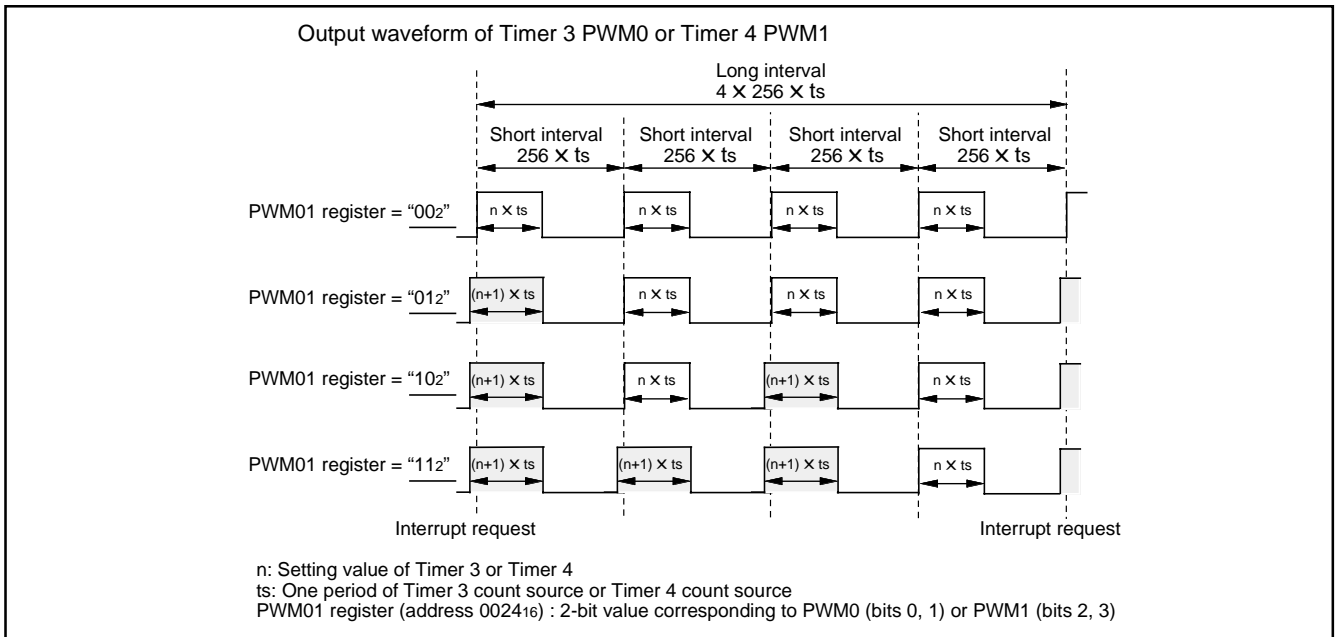 Output waveform of Timer 3 PWM0 or Timer 4 PWM1
Long interval
4 × 256 × ts
Short interval Short interval Short interval Short interval
256 × ts 256 × ts 256 × ts 256 × ts
PWM01 register = “002” n × ts n × ts n × ts n × ts
PWM01 register = “012” (n+1) × ts n × ts n × ts n × ts
PWM01 register = “102” (n+1) × ts n × ts (n+1) × ts n × ts
PWM01 register = “112” (n+1) × ts (n+1) × ts (n+1) × ts n × ts
Interrupt request Interrupt request
n: Setting value of Timer 3 or Timer 4
ts: One period of Timer 3 count source or Timer 4 count source
PWM01 register (address 002416) : 2-bit value corresponding to PWM0 (bits 0, 1) or PWM1 (bits 2, 3)